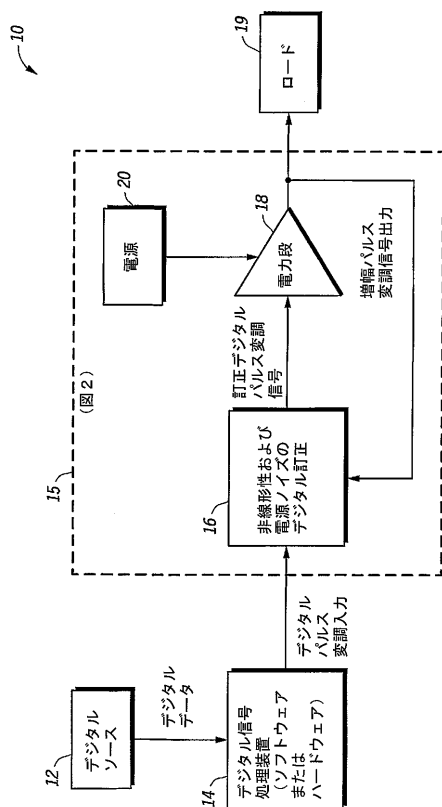 10
12
デジタル
ソース
デジタル
データ
14
デジタル信号
処理装置
(ソフトウェア
または
ハードウェア)
デジタル
パルス
変調入力
15
(図2)
16
非線形性および
電源ノイズの
デジタル訂正
訂正デジタル
パルス変調
信号
20
電源
18
電力段
増幅パルス
変調信号出力
19
ロード